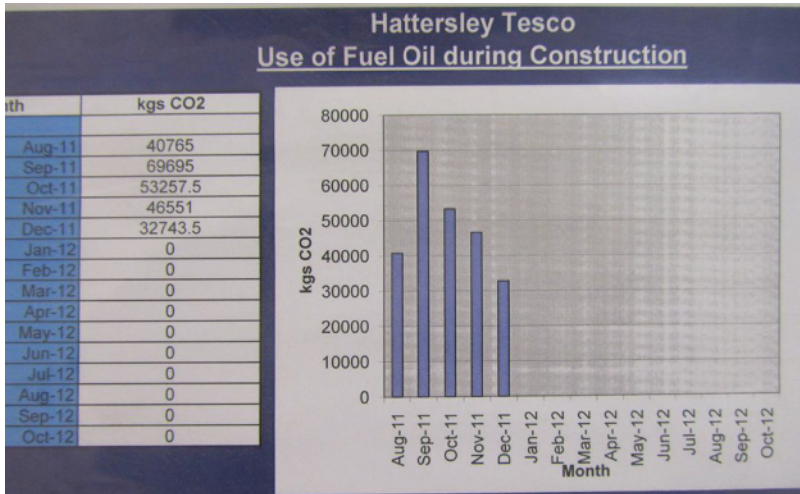 Hattersley Tesco
Use of Fuel Oil during Construction
nth kgs CO2
Aug-11 40765
Sep-11 69695
Oct-11 53257.5
Nov-11 46551
Dec-11 32743.5
Jan-12 0
Feb-12 0
Mar-12 0
Apr-12 0
May-12 0
Jun-12 0
Jul-12 0
Aug-12 0
Sep-12 0
Oct-12 0
80000
70000
60000
50000
40000
30000
20000
10000
0
kgs CO2
Aug-11 Sep-11 Oct-11 Nov-11 Dec-11 Jan-12 Feb-12 Mar-12 Apr-12 May-12 Jun-12 Jul-12 Aug-12 Sep-12 Oct-12
Month